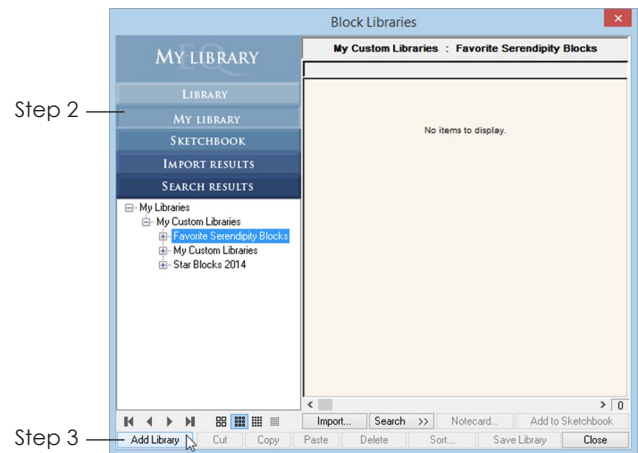 Block Libraries
MY LIBRARY
My Custom Libraries : Favorite Serendipity Blocks
LIBRARY
Step 2
MY LIBRARY
No items to display.
SKETCHBOOK
IMPORT RESULTS
SEARCH RESULTS
My Libraries
My Custom Libraries
Favorite Serendipity Blocks
My Custom Libraries
Star Blocks 2014
0
Import... Search >> Notecard... Add to Sketchbook
Step 3
Add Library Cut Copy Paste Delete Sort... Save Library Close